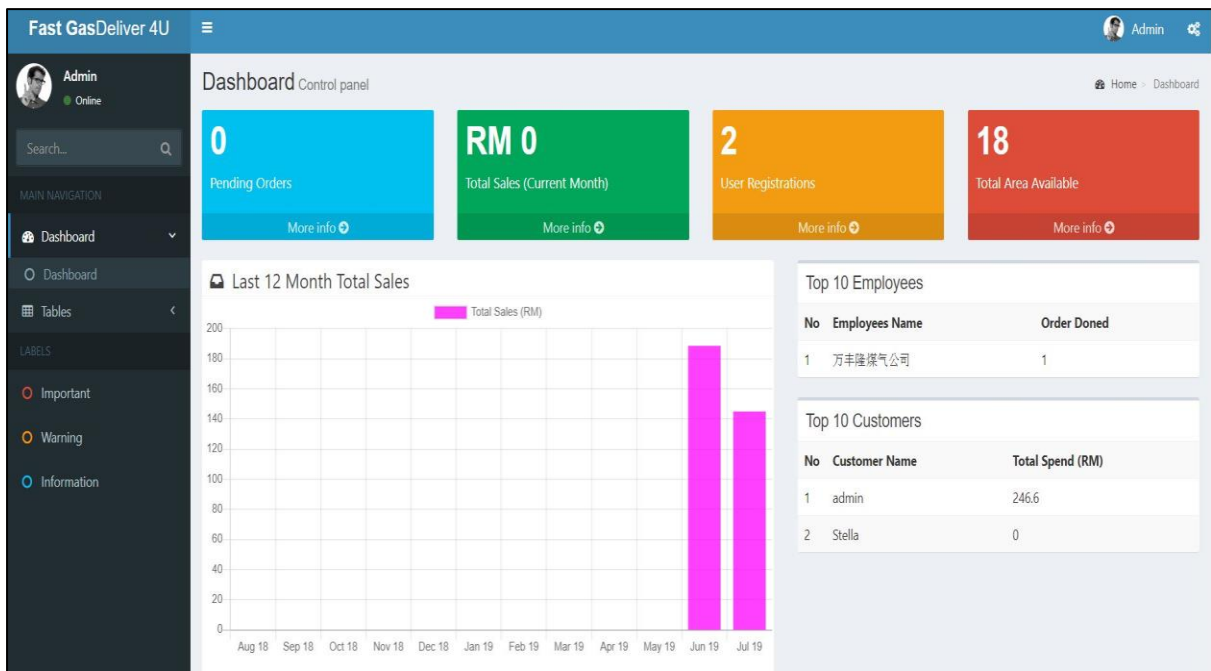 Fast GasDeliver 4U
Admin
Admin
Online
Search...
MAIN NAVIGATION
Dashboard
Dashboard
Tables
LABELS
Important
Warning
Information
Dashboard Control panel
Home > Dashboard
0
Pending Orders
More info
RM 0
Total Sales (Current Month)
More info
2
User Registrations
More info
18
Total Area Available
More info
Last 12 Month Total Sales
Total Sales (RM)
200
180
160
140
120
100
80
60
40
20
0
Aug 18 Sep 18 Oct 18 Nov 18 Dec 18 Jan 19 Feb 19 Mar 19 Apr 19 May 19 Jun 19 Jul 19
Top 10 Employees
No Employees Name Order Doned
1 万丰隆煤气公司 1
Top 10 Customers
No Customer Name Total Spend (RM)
1 admin 246.6
2 Stella 0